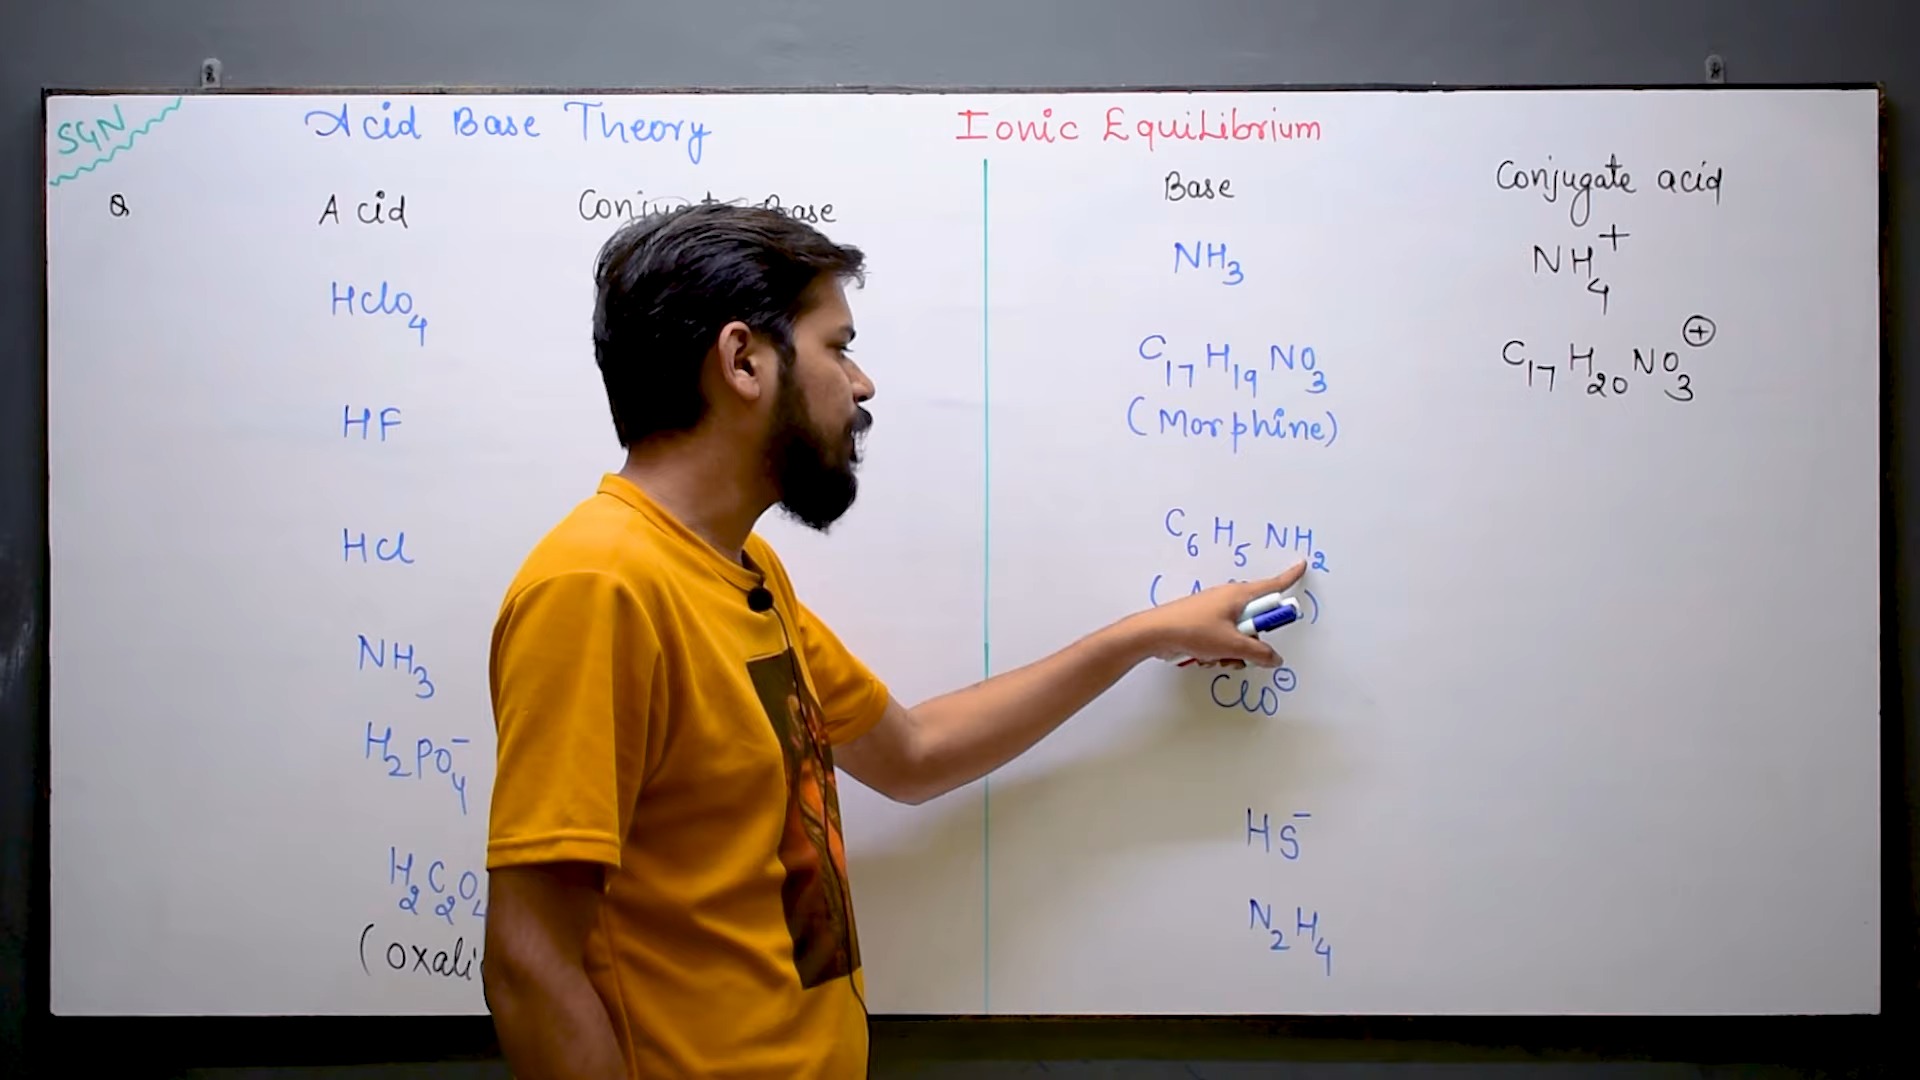 SGN
Acid Base Theory
Ionic Equilibrium
Q
Acid
Base
HClO4
HF
HCl
NH3
H2PO4-
H2C2O4
Base
Conjugate acid
NH3
NH4+
C17H19NO3
C17H20NO3⊕
(Morphine)
C6H5NH2
ClO⊖
HS-
N2H4